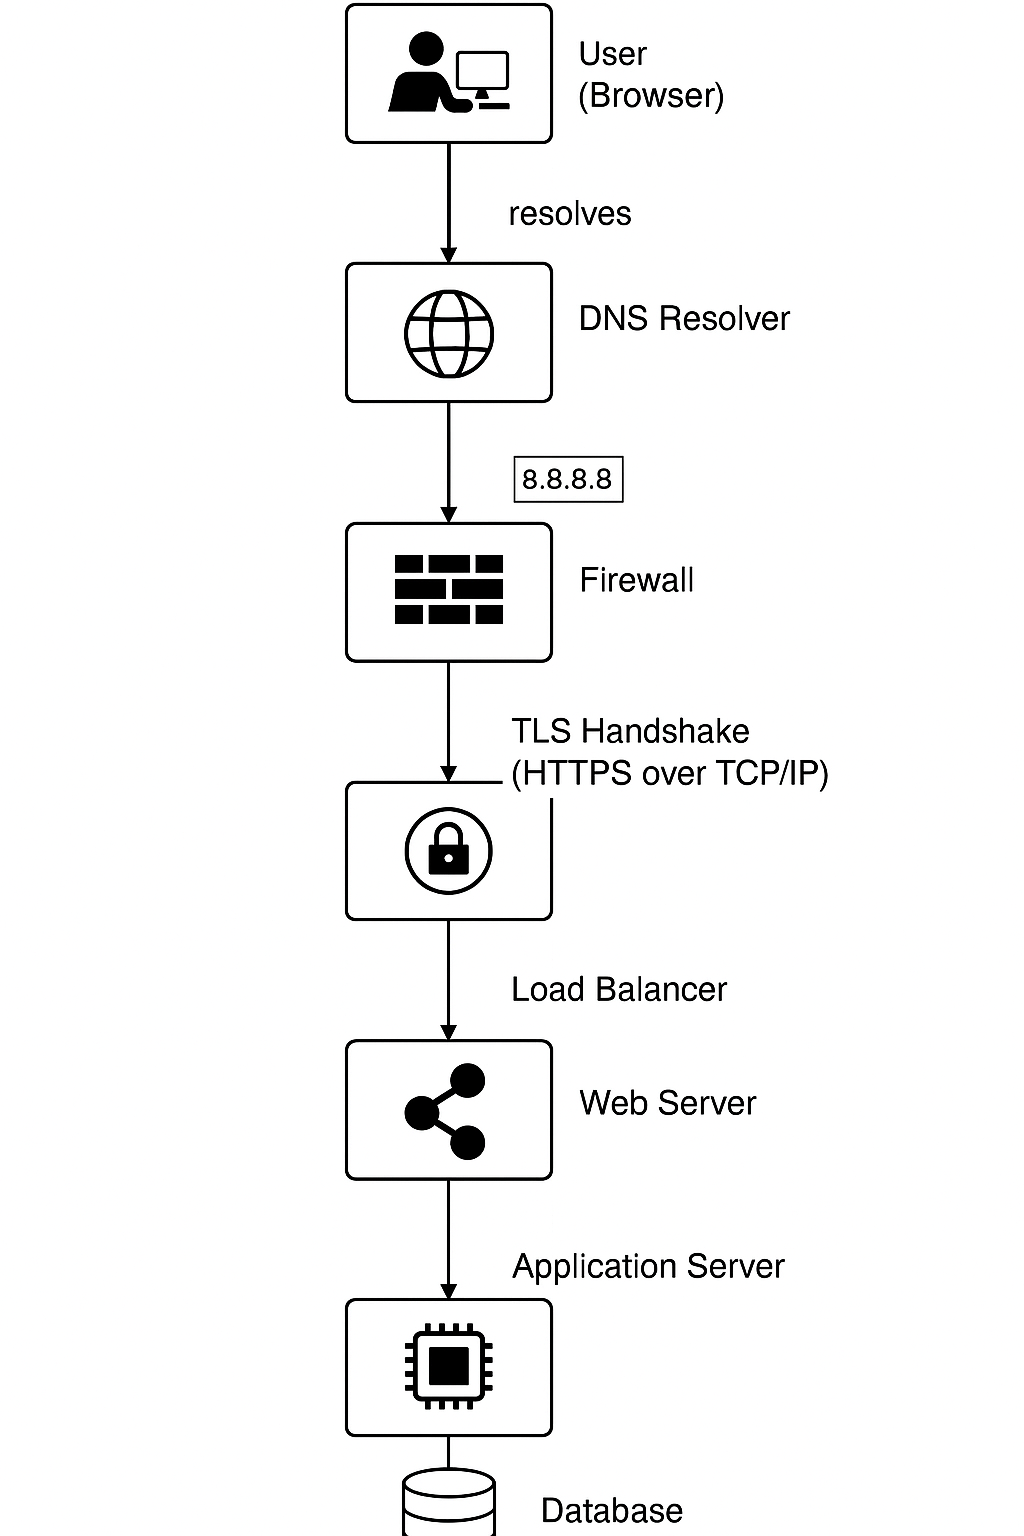 User
(Browser)
resolves
DNS Resolver
8.8.8.8
Firewall
TLS Handshake
(HTTPS over TCP/IP)
Load Balancer
Web Server
Application Server
Database